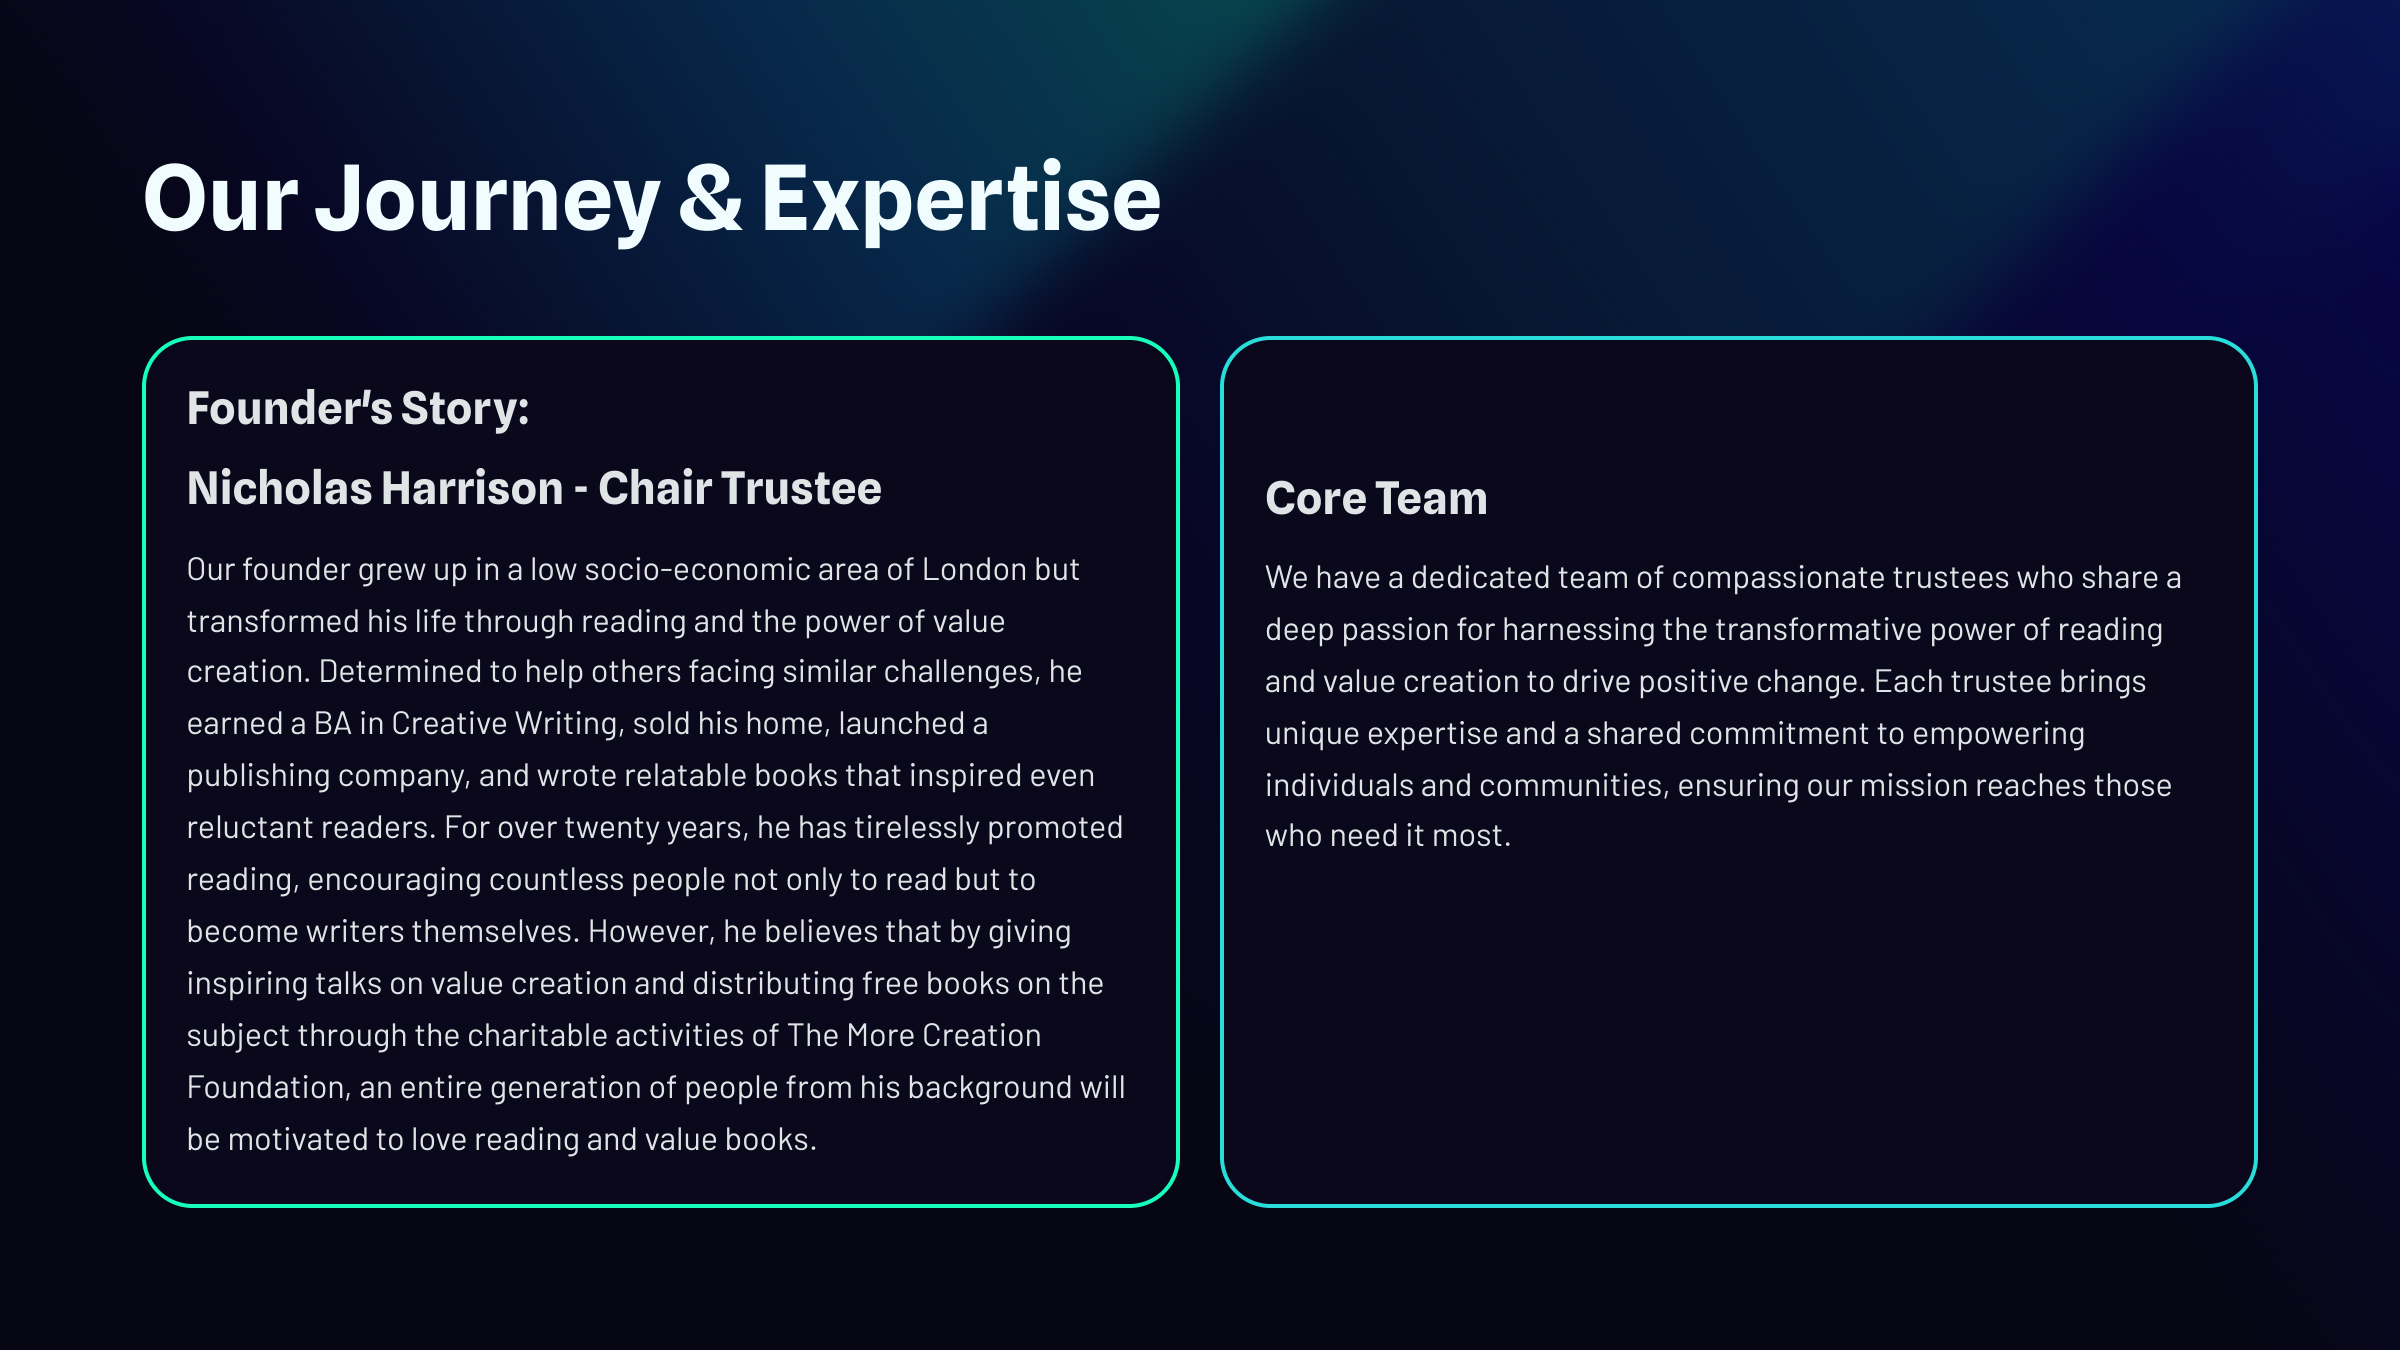 Our Journey & Expertise
Founder's Story:
Nicholas Harrison - Chair Trustee
Our founder grew up in a low socio-economic area of London but
transformed his life through reading and the power of value
creation. Determined to help others facing similar challenges, he
earned a BA in Creative Writing, sold his home, launched a
publishing company, and wrote relatable books that inspired even
reluctant readers. For over twenty years, he has tirelessly promoted
reading, encouraging countless people not only to read but to
become writers themselves. However, he believes that by giving
inspiring talks on value creation and distributing free books on the
subject through the charitable activities of The More Creation
Foundation, an entire generation of people from his background will
be motivated to love reading and value books.
Core Team
We have a dedicated team of compassionate trustees who share a
deep passion for harnessing the transformative power of reading
and value creation to drive positive change. Each trustee brings
unique expertise and a shared commitment to empowering
individuals and communities, ensuring our mission reaches those
who need it most.